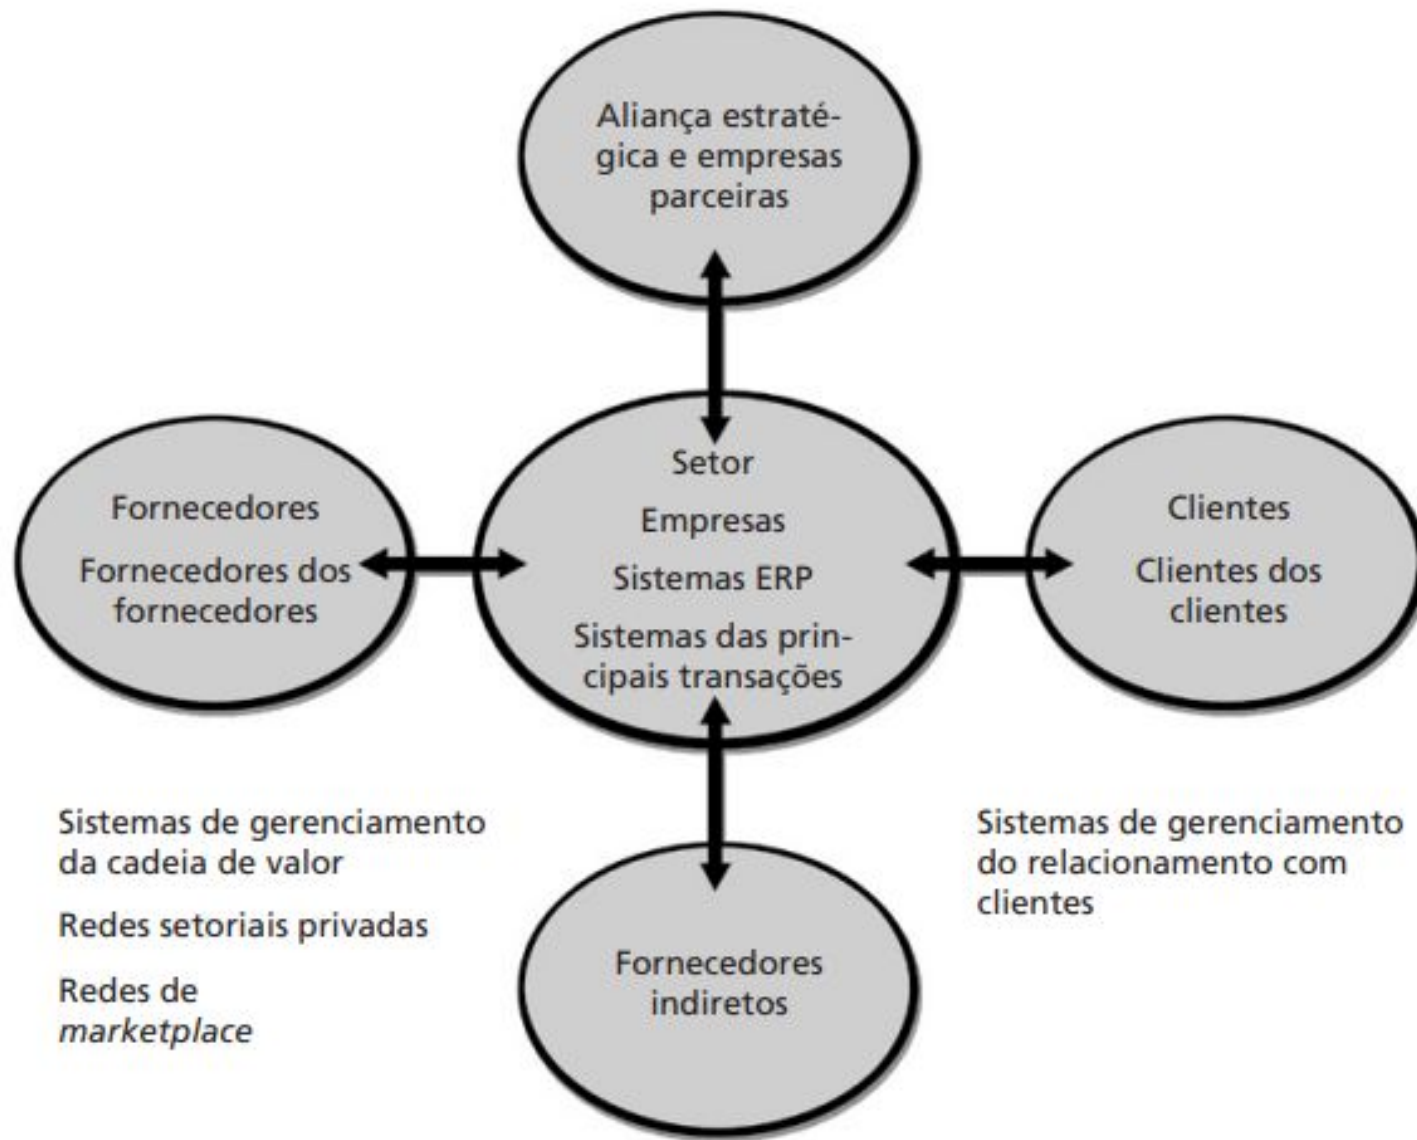 Aliança estraté-
gica e empresas
parceiras
Fornecedores
Fornecedores dos
fornecedores
Setor
Empresas
Sistemas ERP
Sistemas das prin-
cipais transações
Clientes
Clientes dos
clientes
Sistemas de gerenciamento
da cadeia de valor
Redes setoriais privadas
Redes de
marketplace
Fornecedores
indiretos
Sistemas de gerenciamento
do relacionamento com
clientes